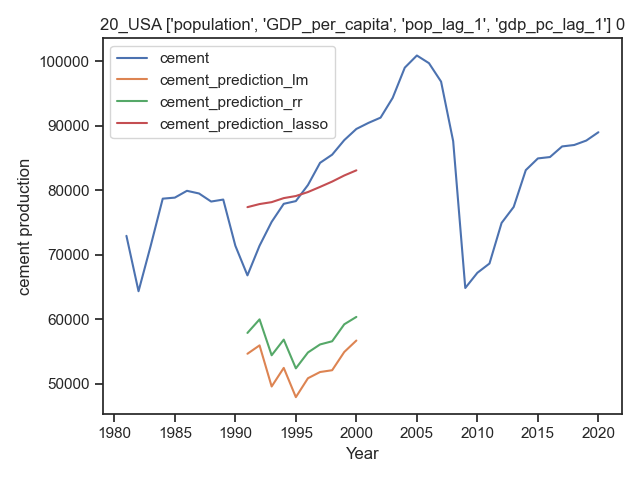 20_USA ['population', 'GDP_per_capita', 'pop_lag_1', 'gdp_pc_lag_1'] 0
cement
cement_prediction_lm
cement_prediction_rr
cement_prediction_lasso
cement production
100000
90000
80000
70000
60000
50000
1980 1985 1990 1995 2000 2005 2010 2015 2020
Year